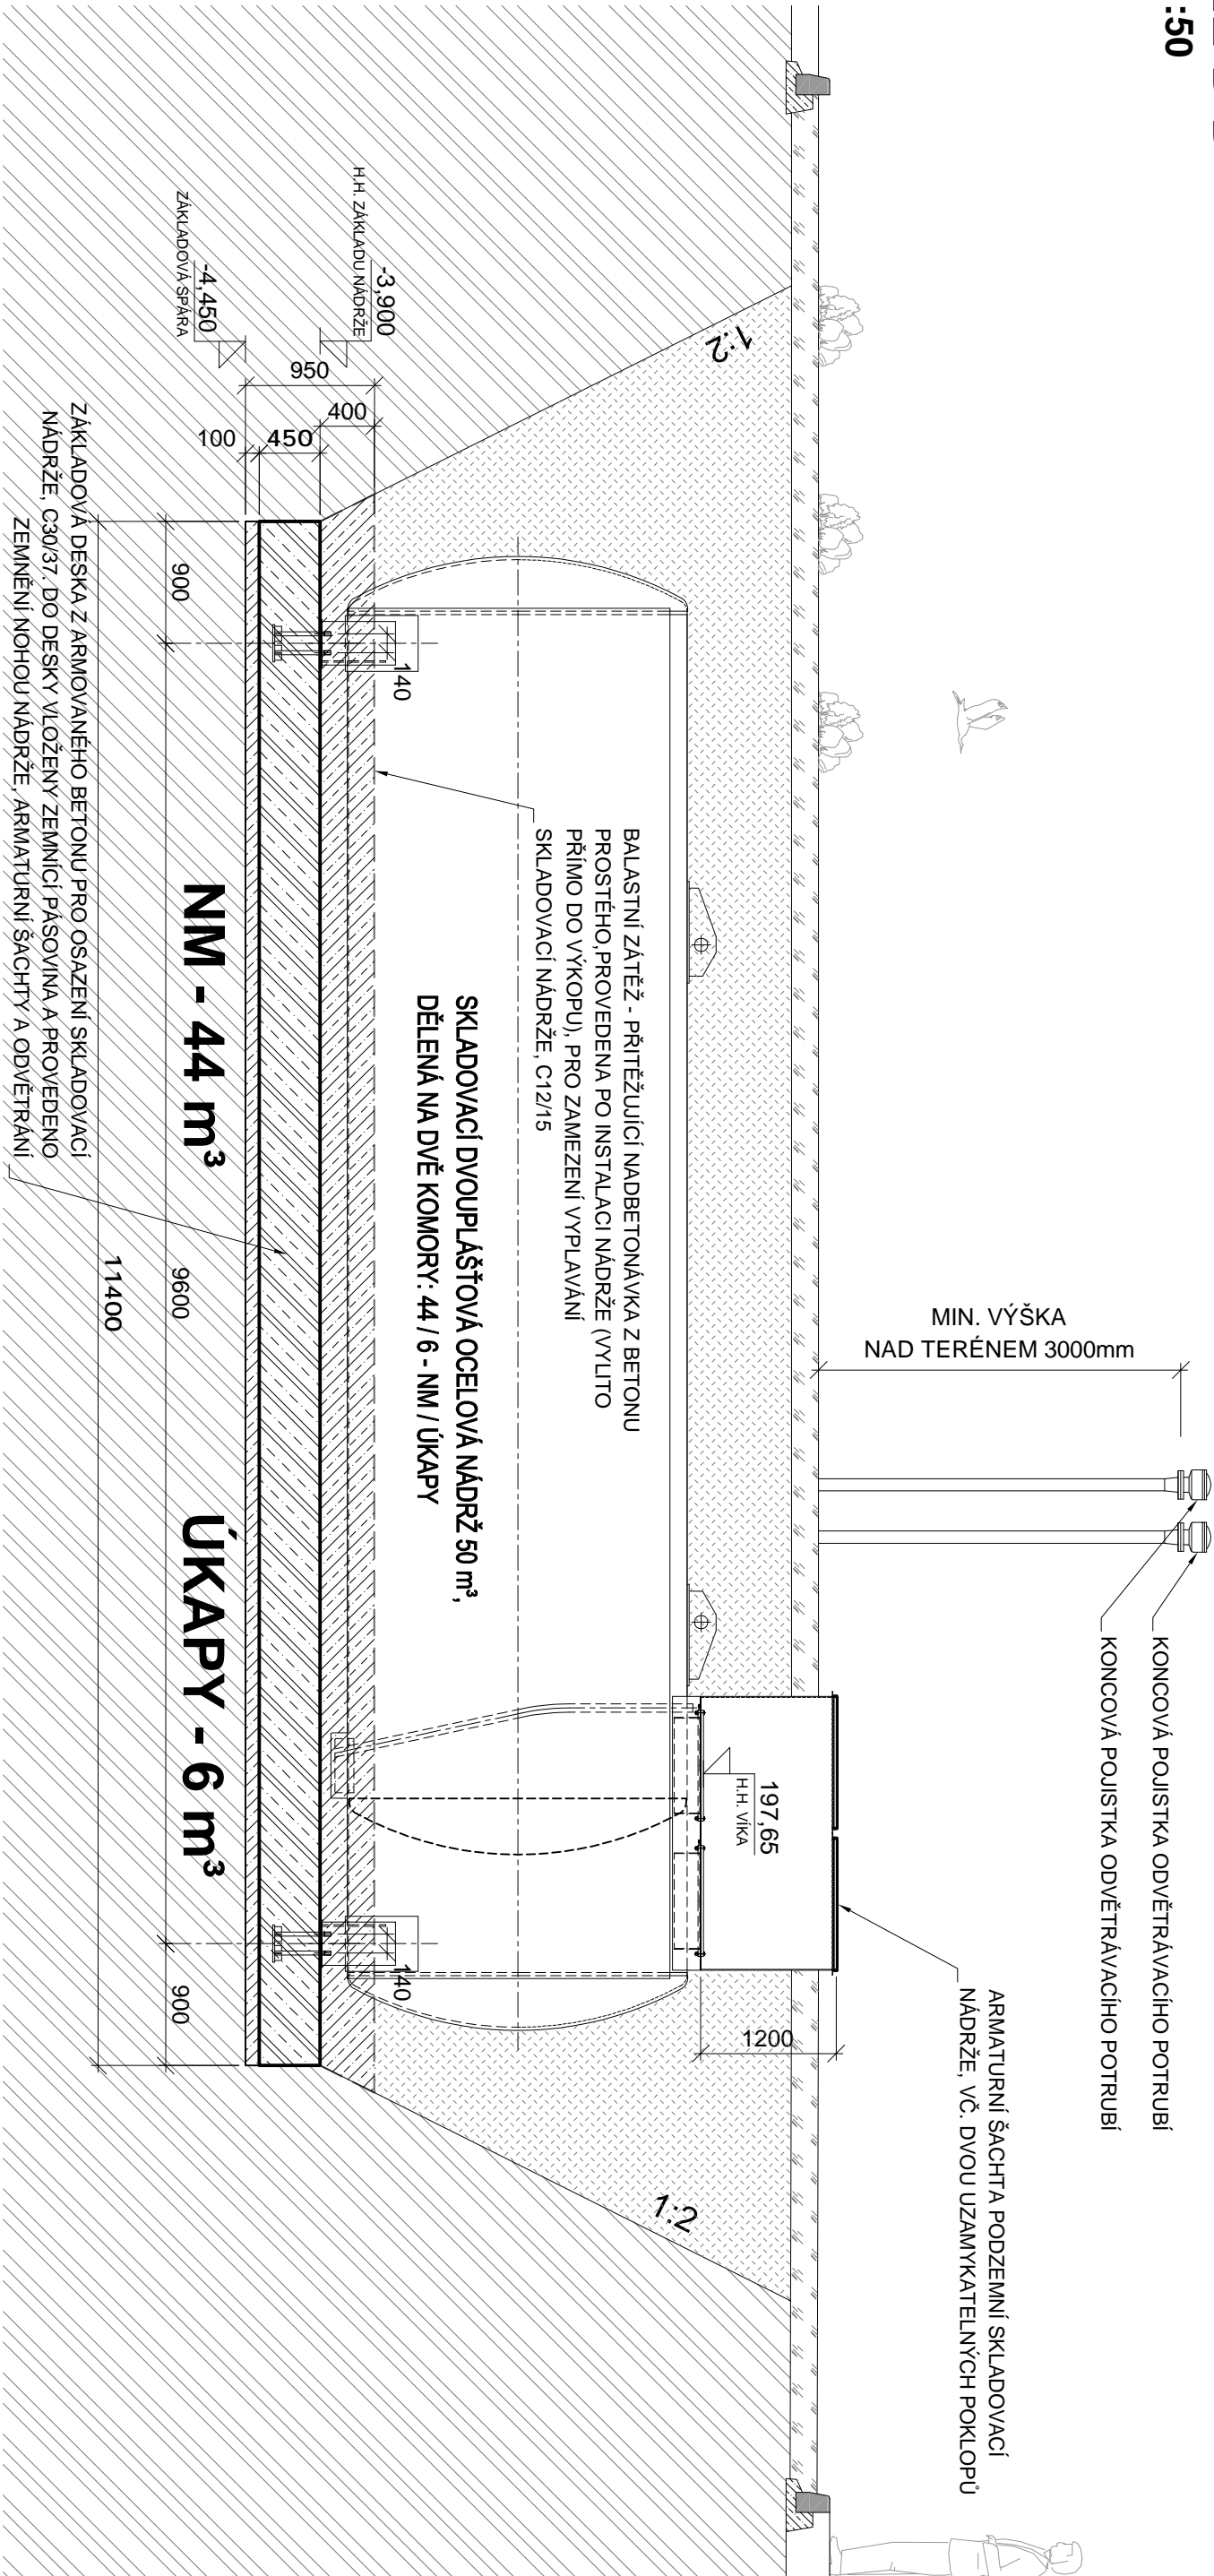 :50
KONCOVÁ POJISTKA ODVĚTRÁVACÍHO POTRUBÍ
KONCOVÁ POJISTKA ODVĚTRÁVACÍHO POTRUBÍ
MIN. VÝŠKA
NAD TERÉNEM 3000mm
ARMATURNÍ ŠACHTA PODZEMNÍ SKLADOVACÍ
NÁDRŽE, VČ. DVOU UZAMYKATELNÝCH POKLOPŮ
1:2
1:2
197,65
H.H. VÍKA
1200
BALASTNÍ ZÁTĚŽ - PŘITĚŽUJÍCÍ NADBETONÁVKA Z BETONU
PROSTÉHO,PROVEDENA PO INSTALACI NÁDRŽE (VYLITO
PŘÍMO DO VÝKOPU), PRO ZAMEZENÍ VYPLAVÁNÍ
SKLADOVACÍ NÁDRŽE, C12/15
SKLADOVACÍ DVOUPLÁŠŤOVÁ OCELOVÁ NÁDRŽ 50 m³,
DĚLENÁ NA DVĚ KOMORY: 44 / 6 - NM / ÚKAPY
140
140
-3,900
H.H. ZÁKLADU NÁDRŽE
-4,450
ZÁKLADOVÁ SPÁRA
950
400
450
100
NM - 44 m³
ÚKAPY - 6 m³
900
9600
900
11400
ZÁKLADOVÁ DESKA Z ARMOVANÉHO BETONU PRO OSAZENÍ SKLADOVACÍ
NÁDRŽE, C30/37. DO DESKY VLOŽENY ZEMNÍCÍ PÁSOVINA A PROVEDENO
ZEMNĚNÍ NOHOU NÁDRŽE, ARMATURNÍ ŠACHTY A ODVĚTRÁNÍ